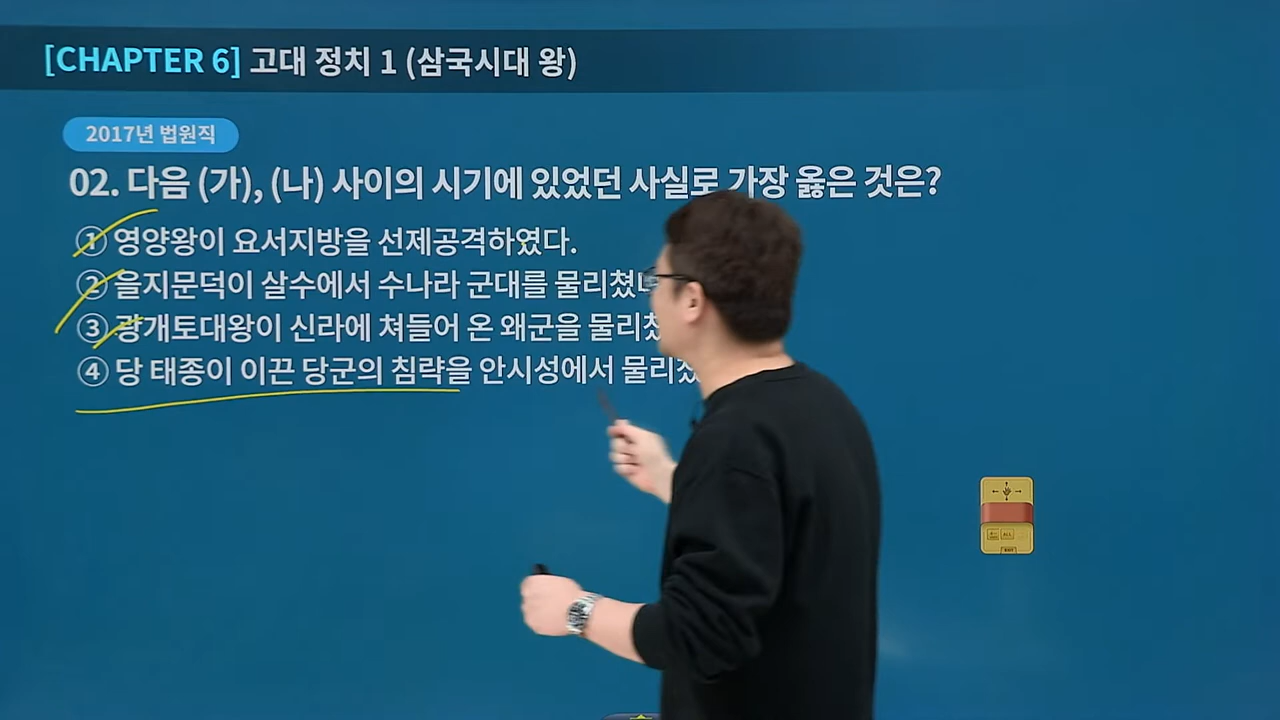 [CHAPTER 6] 고대 정치 1 (삼국시대 왕)
2017년 법원직
02. 다음 (가), (나) 사이의 시기에 있었던 사실로 가장 옳은 것은?
① 영양왕이 요서지방을 선제공격하였다.
② 을지문덕이 살수에서 수나라 군대를 물리쳤
③ 광개토대왕이 신라에 쳐들어 온 왜군을 물리
④ 당 태종이 이끈 당군의 침략을 안시성에서 물리